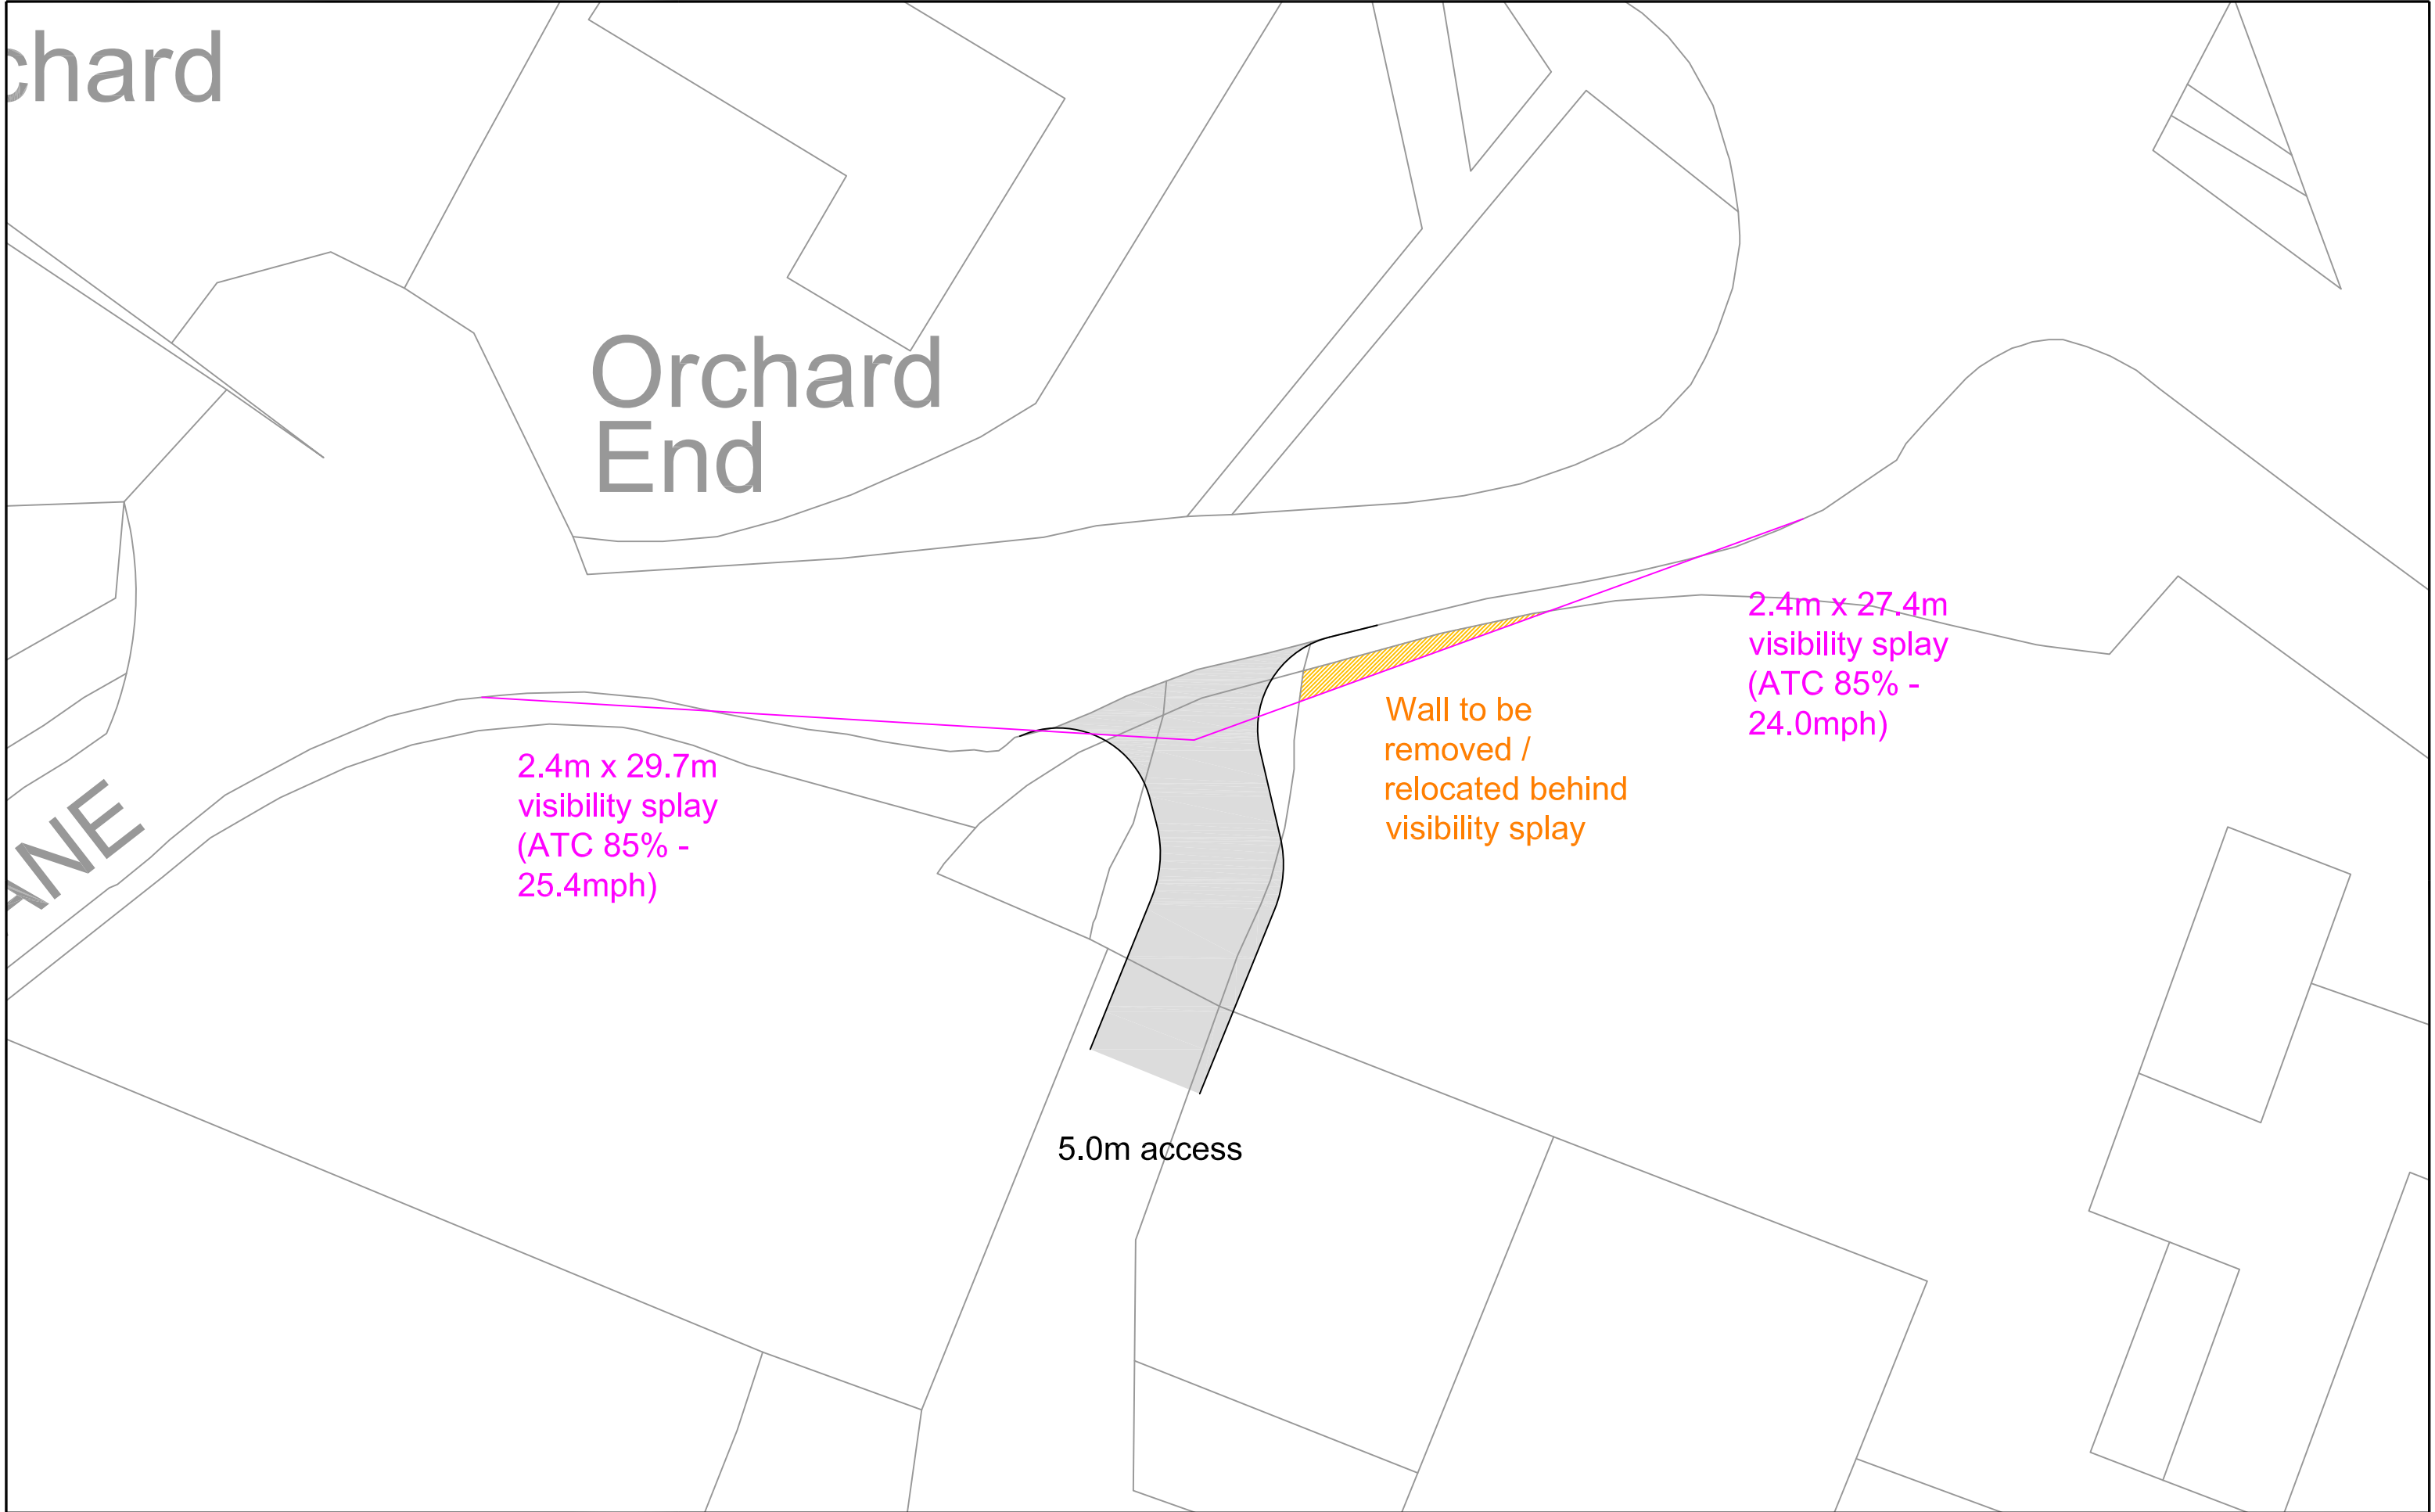 chard
Orchard
End
2.4m x 27.4m
visibility splay
(ATC 85% -
24.0mph)
Wall to be
removed /
relocated behind
visibility splay
2.4m x 29.7m
visibility splay
(ATC 85% -
25.4mph)
ANE
5.0m access